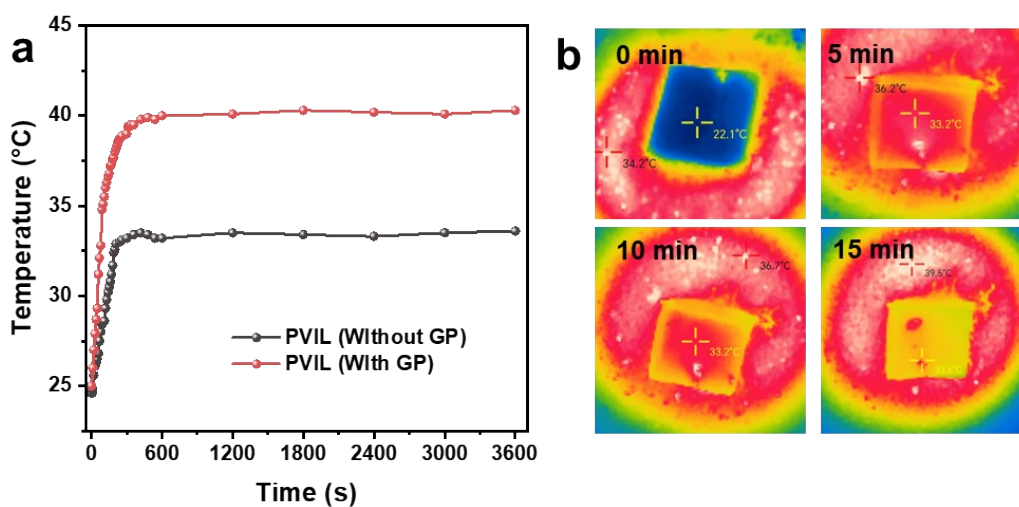 a
45
40
35
30
25
Temperature (°C)
PVIL (WIthout GP)
PVIL (WIth GP)
0
600
1200
1800
2400
3000
3600
Time (s)
b
0 min
22.1°C
34.2°C
5 min
36.2°C
33.2°C
10 min
36.7°C
33.2°C
15 min
39.5°C